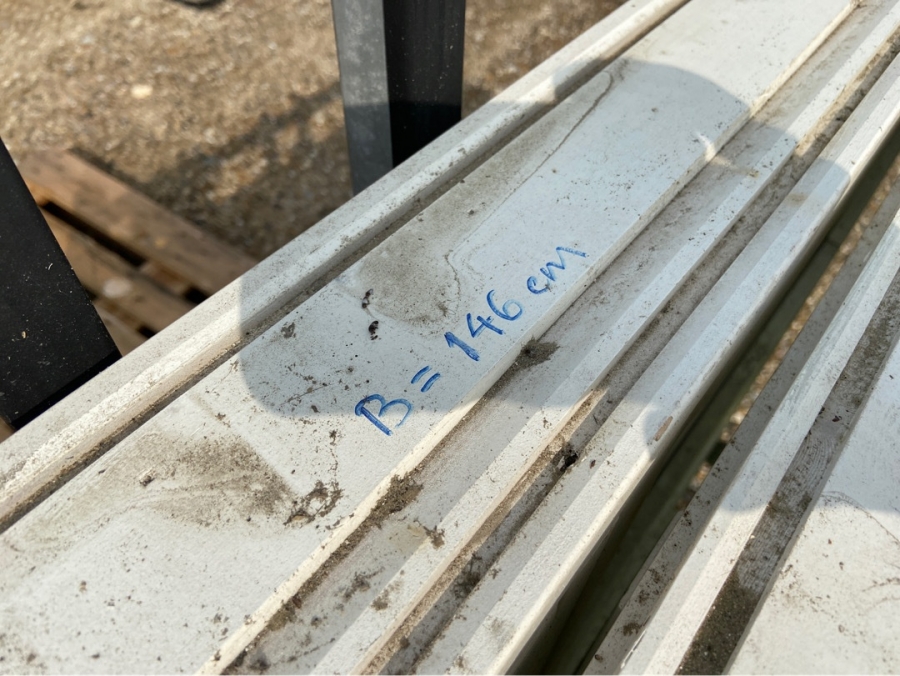 B = 146 cm